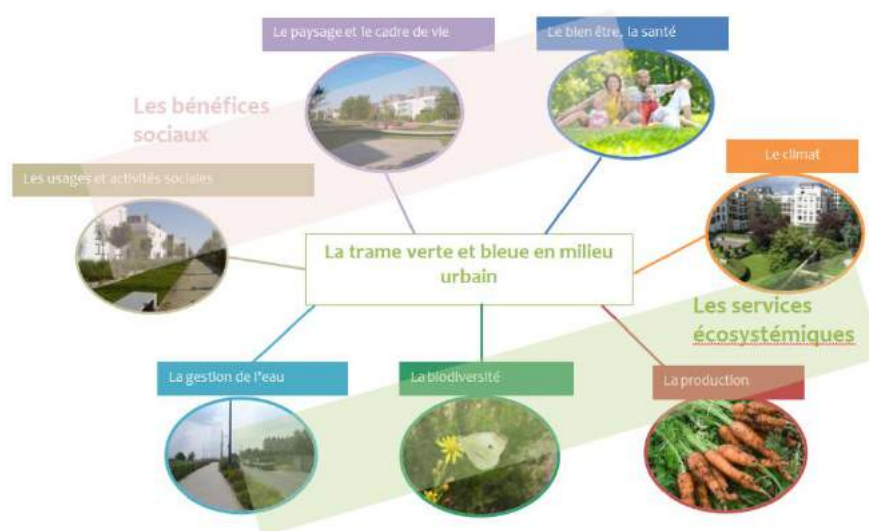 Le paysage et le cadre de vie
Le bien être, la santé
Les bénéfices
sociaux
Le climat
Les usages et activités sociales
La trame verte et bleue en milieu
urbain
Les services
écosystémiques
La gestion de l'eau
La biodiversité
La production